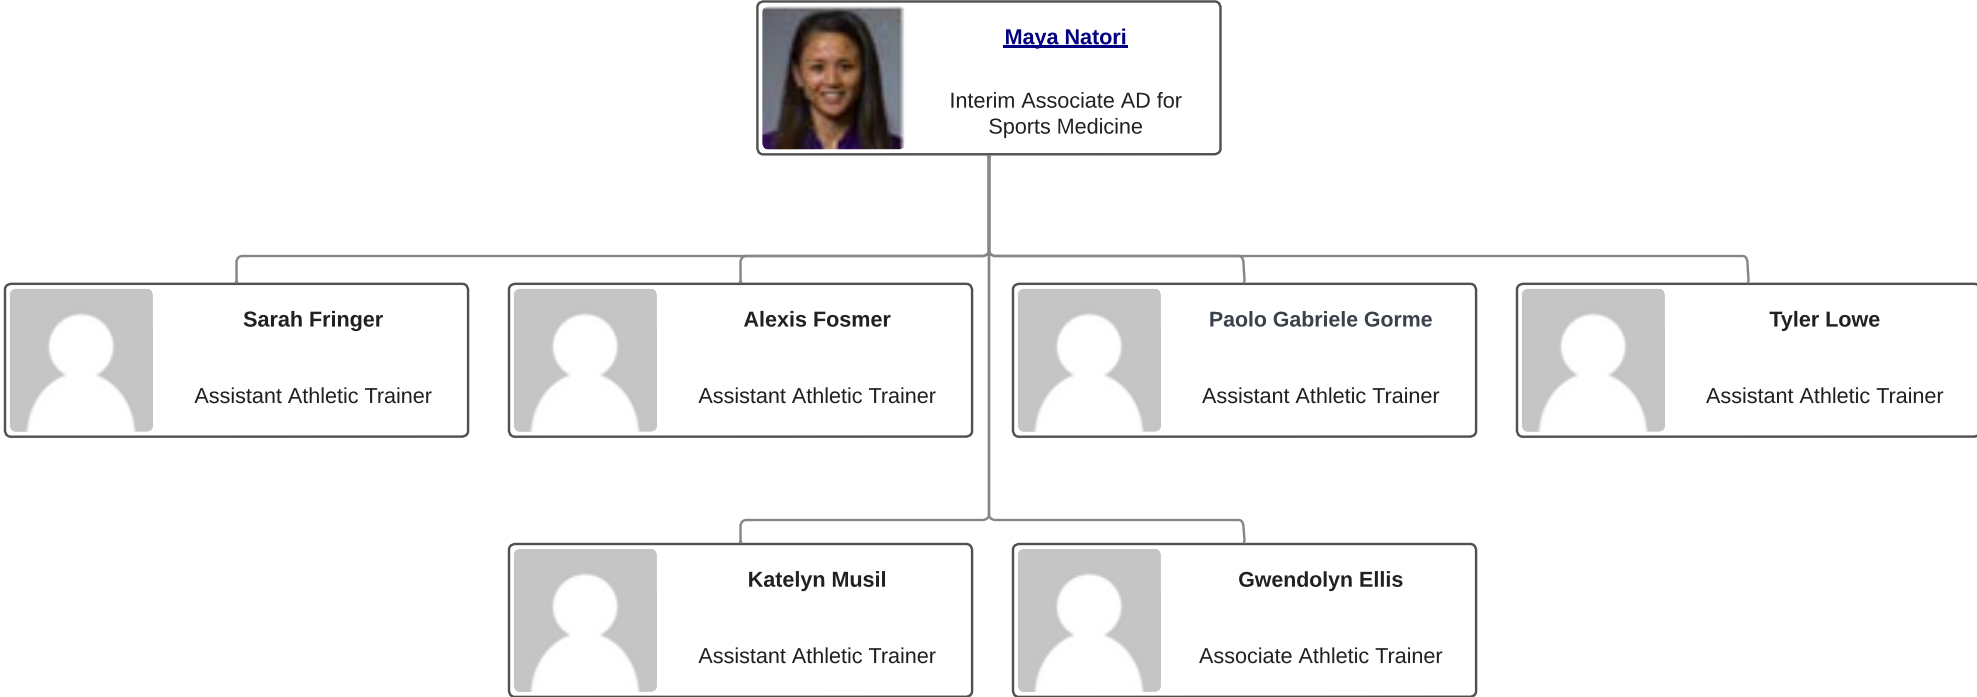 Maya Natori
Interim Associate AD for
Sports Medicine
Sarah Fringer
Assistant Athletic Trainer
Alexis Fosmer
Assistant Athletic Trainer
Paolo Gabriele Gorme
Assistant Athletic Trainer
Tyler Lowe
Assistant Athletic Trainer
Katelyn Musil
Assistant Athletic Trainer
Gwendolyn Ellis
Associate Athletic Trainer